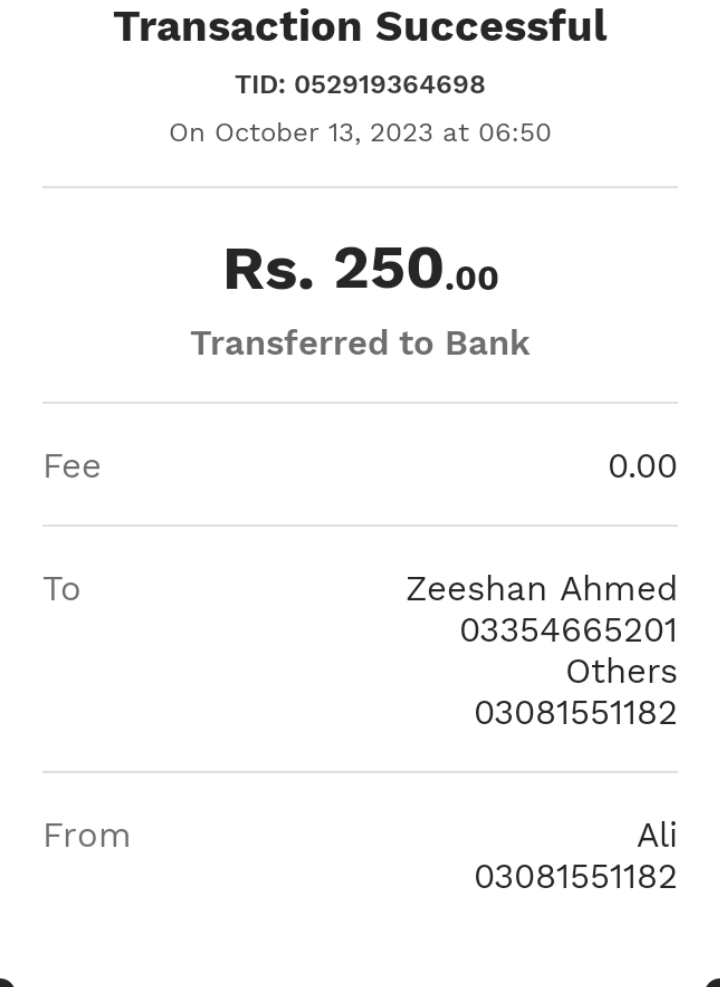 Transaction Successful
TID: 052919364698
On October 13, 2023 at 06:50
Rs. 250.00
Transferred to Bank
Fee 0.00
To Zeeshan Ahmed
03354665201
Others
03081551182
From Ali
03081551182